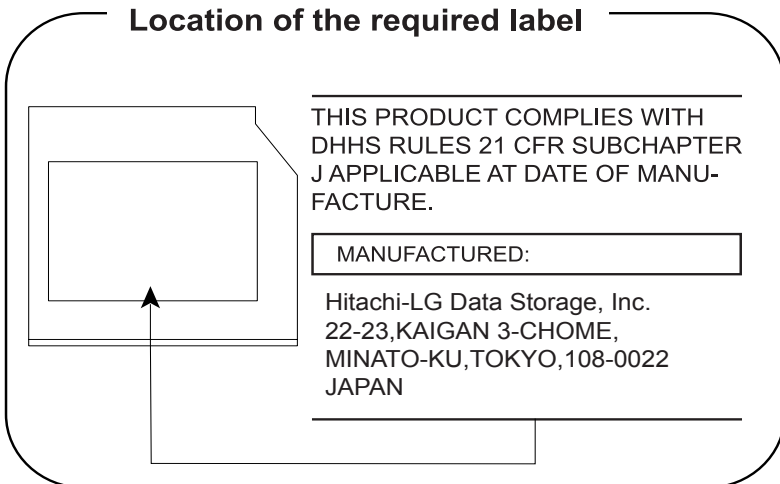 Location of the required label
THIS PRODUCT COMPLIES WITH
DHHS RULES 21 CFR SUBCHAPTER
J APPLICABLE AT DATE OF MANU-
FACTURE.
MANUFACTURED:
Hitachi-LG Data Storage, Inc.
22-23,KAIGAN 3-CHOME,
MINATO-KU,TOKYO,108-0022
JAPAN